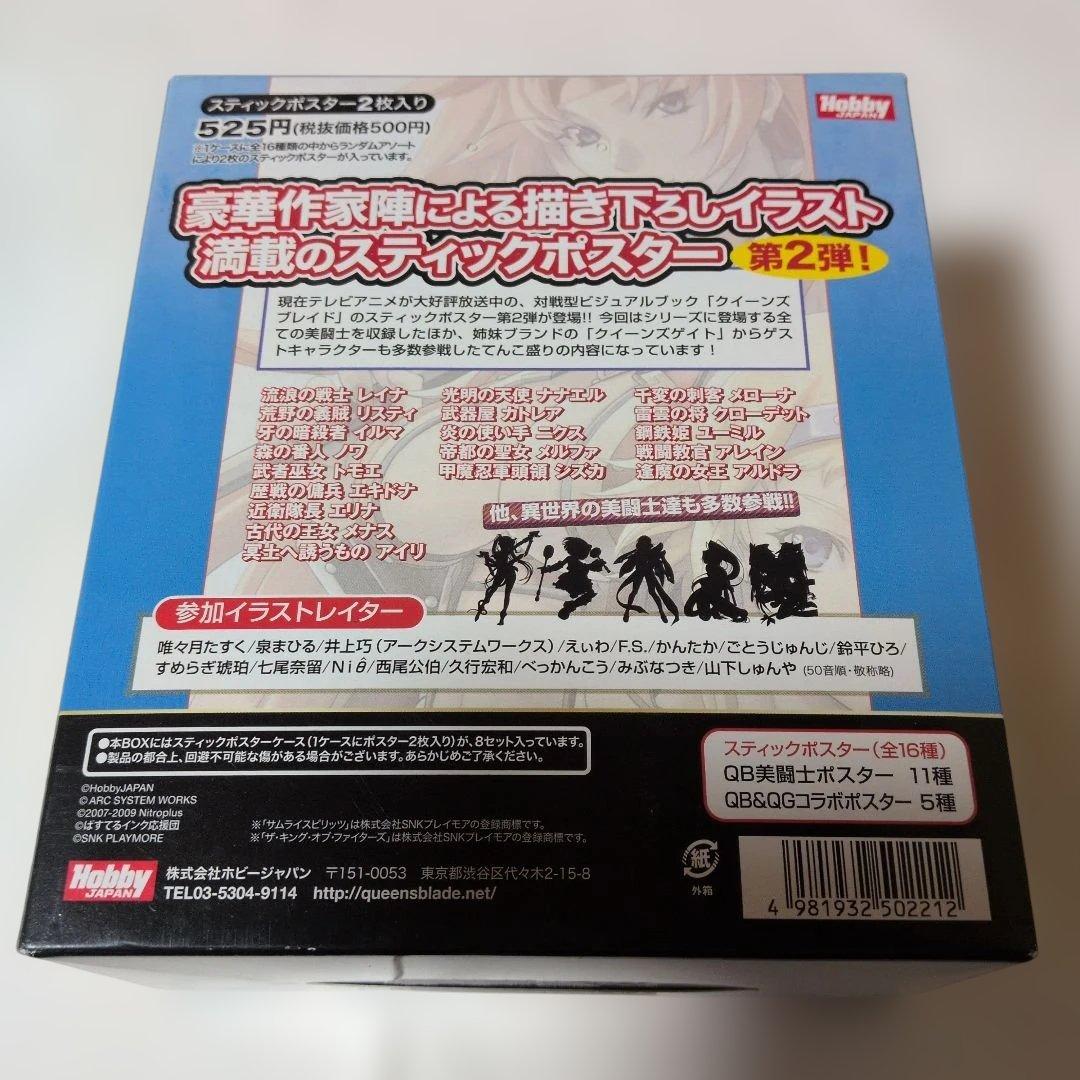 スティックポスター2枚入り
Hobby
JAPAN
525円(税抜価格500円)
※1ケースに全16種類の中からランダムアソート
により2枚のスティックポスターが入っています。
豪華作家陣による描き下ろしイラスト
満載のスティックポスター 第2弾!
現在テレビアニメが大好評放送中の、対戦型ビジュアルブック「クイーンズ
ブレイド」のスティックポスター第2弾が登場!! 今回はシリーズに登場する全
ての美闘士を収録したほか、姉妹ブランドの「クイーンズゲイト」からゲス
トキャラクターも多数参戦したてんこ盛りの内容になっています！
流浪の戦士 レイナ
荒野の義賊 リスティ
牙の暗殺者 イルマ
森の番人 ノワ
武者巫女 トモエ
歴戦の傭兵 エキドナ
近衛隊長 エリナ
古代の王女 メナス
冥土へ誘うもの アイリ
光明の天使 ナナエル
武器屋 カトレア
炎の使い手 ニクス
帝都の聖女 メルファ
甲魔忍軍頭領 シズカ
千変の刺客 メローナ
雷雲の将 クローデット
鋼鉄姫 ユーミル
戦闘教官 アレイン
逢魔の女王 アルドラ
他、異世界の美闘士達も多数参戦!!
参加イラストレイター
唯々月たすく/泉まひる/井上巧（アークシステムワークス）/えぃわ/F.S./かんたか/ごとうじゅんじ/鈴平ひろ/
すめらぎ琥珀/七尾奈留/Niθ/西尾公伯/久行宏和/べっかんこう/みぶなつき/山下しゅんや (50音順・敬称略)
●本BOXにはスティックポスターケース(1ケースにポスター2枚入り)が、8セット入っています。
●製品の都合上、回避不可能な傷がある場合がございます。あらかじめご了承ください。
©HobbyJAPAN
© ARC SYSTEM WORKS
©2007-2009 Nitroplus
©ぱすてるインク応援団
©SNK PLAYMORE
※「サムライスピリッツ」は株式会社SNKプレイモアの登録商標です。
※「ザ・キング・オブ・ファイターズ」は株式会社SNKプレイモアの登録商標です。
スティックポスター(全16種)
QB美闘士ポスター 11種
QB&QGコラボポスター 5種
Hobby
JAPAN
株式会社ホビージャパン 〒151-0053 東京都渋谷区代々木2-15-8
TEL03-5304-9114 http://queensblade.net/
紙
外箱
4 981932 502212